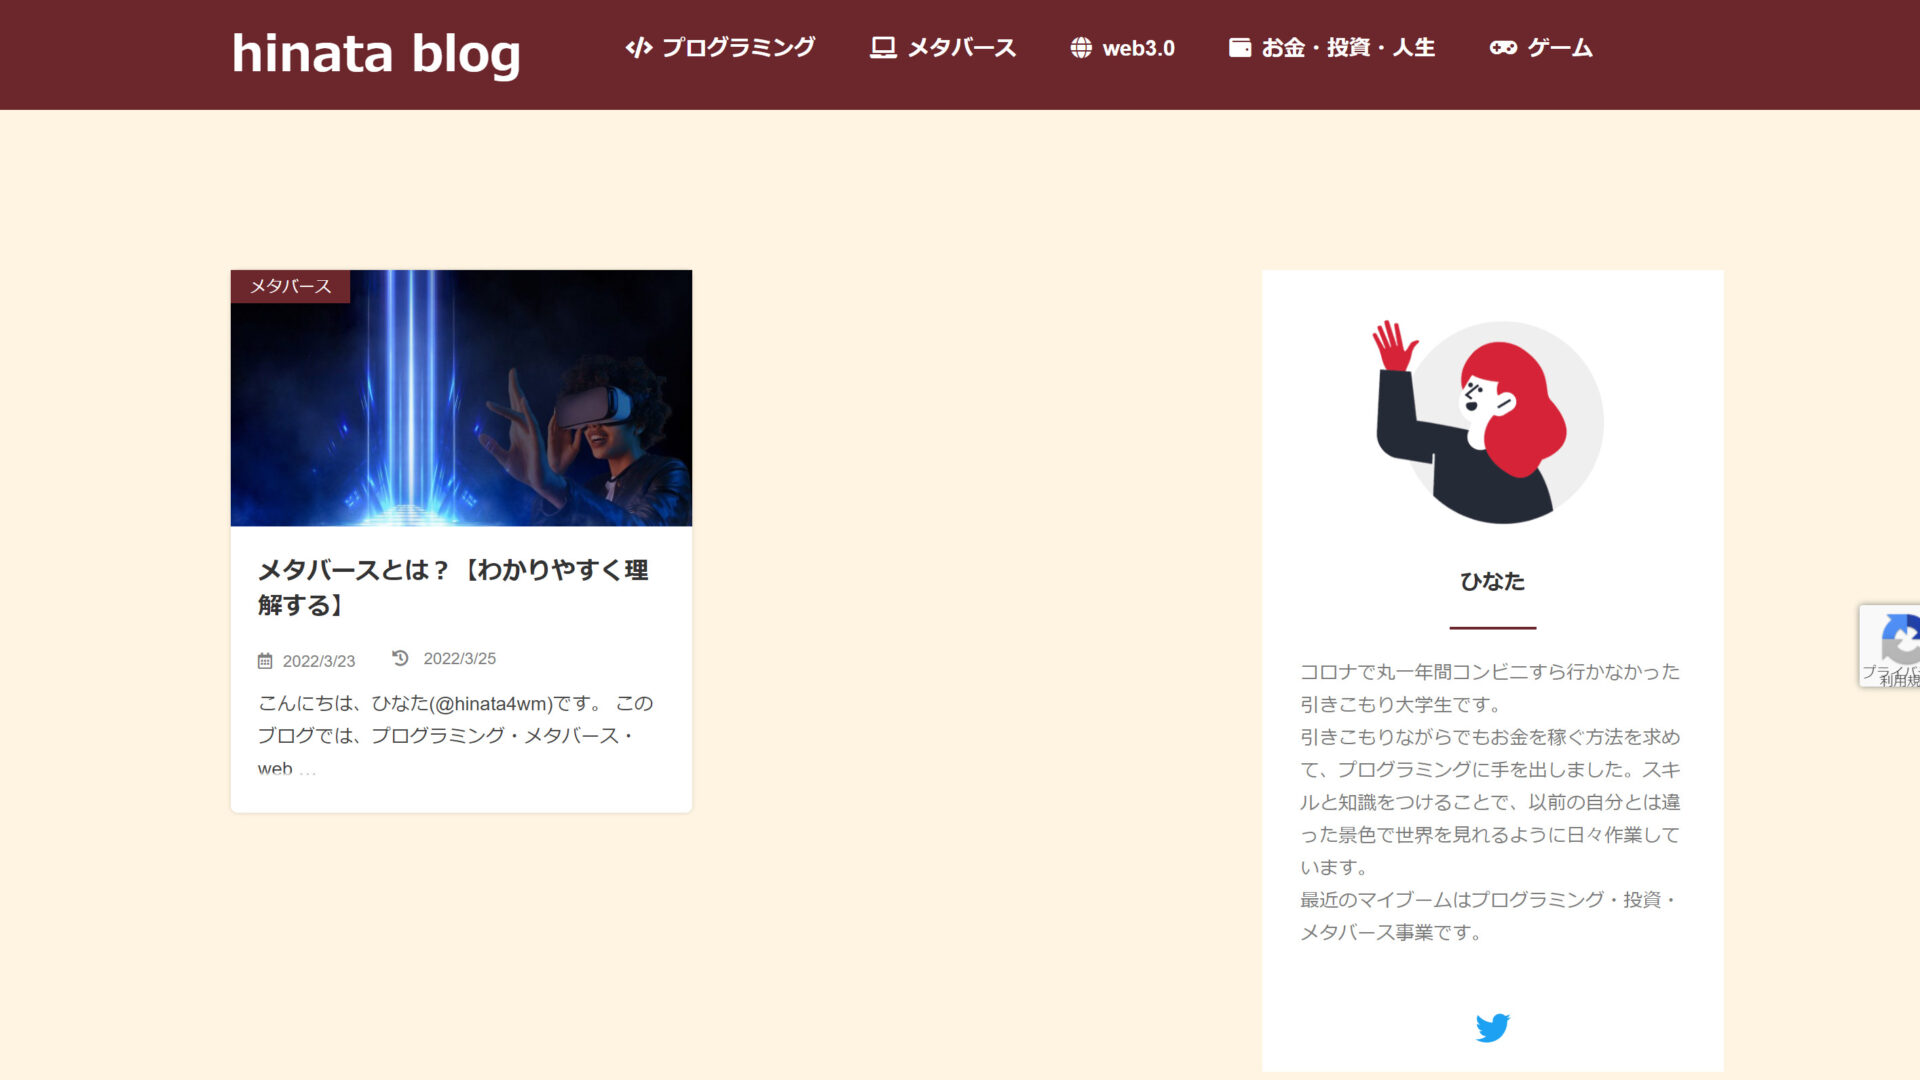 hinata blog
プログラミング
メタバース
web3.0
お金・投資・人生
ゲーム
メタバース
メタバースとは？【わかりやすく理
解する】
2022/3/23
2022/3/25
こんにちは、ひなた(@hinata4wm)です。 この
ブログでは、プログラミング・メタバース・
web …
ひなた
コロナで丸一年間コンビニすら行かなかった
引きこもり大学生です。
引きこもりながらでもお金を稼ぐ方法を求め
て、プログラミングに手を出しました。スキ
ルと知識をつけることで、以前の自分とは違
った景色で世界を見れるように日々作業して
います。
最近のマイブームはプログラミング・投資・
メタバース事業です。
プライバ
利用規